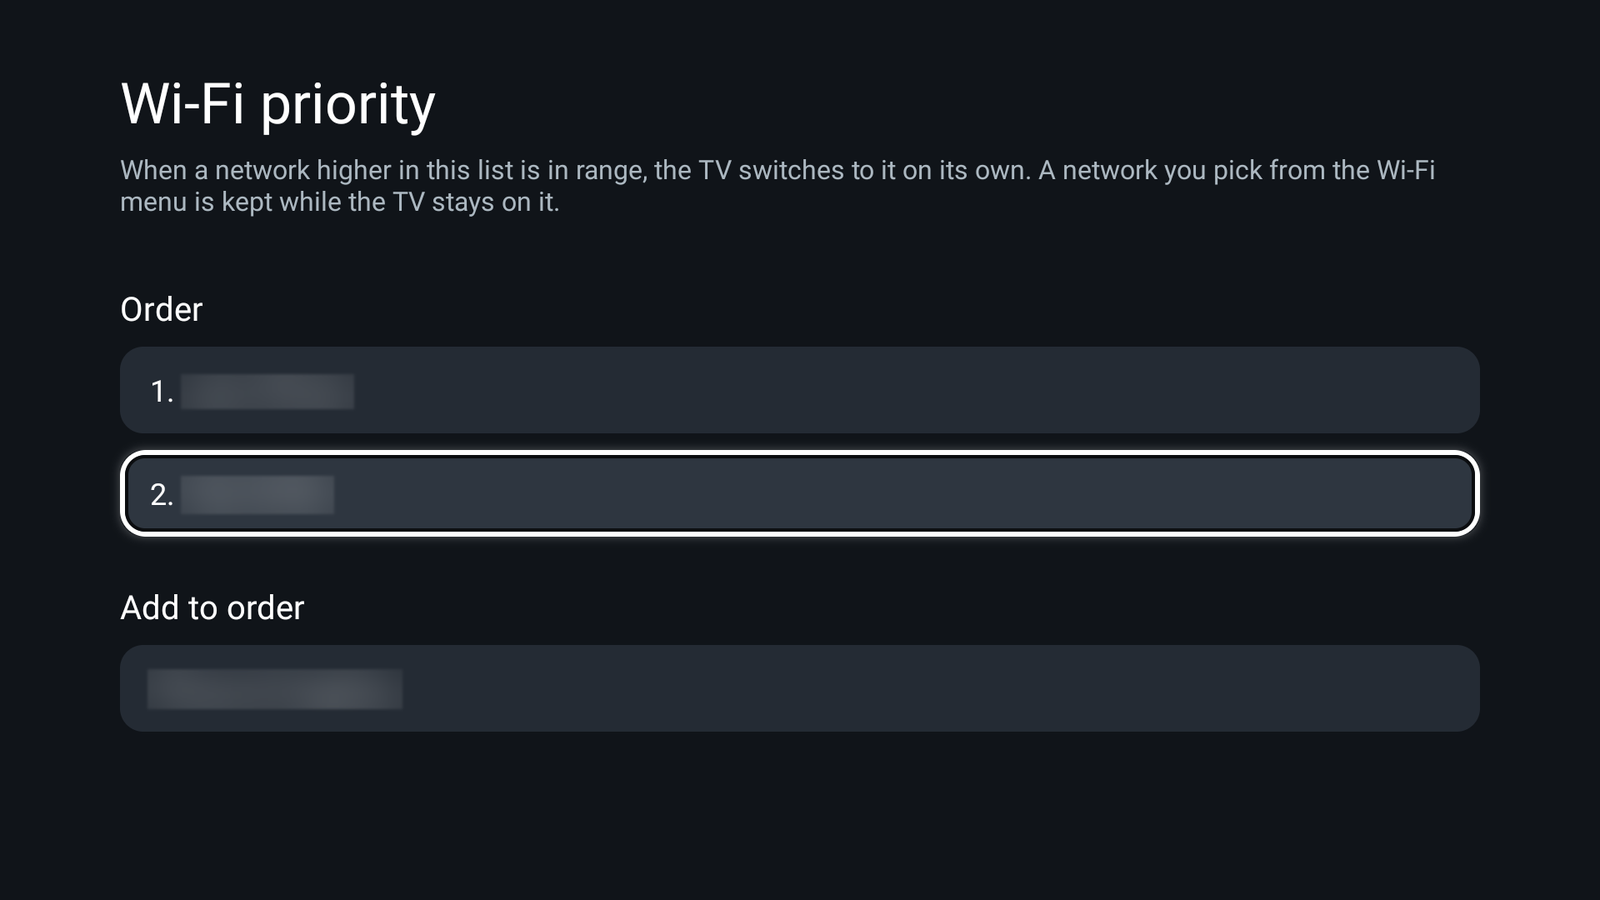 Wi-Fi priority
When a network higher in this list is in range, the TV switches to it on its own. A network you pick from the Wi-Fi
menu is kept while the TV stays on it.
Order
1.
2.
Add to order